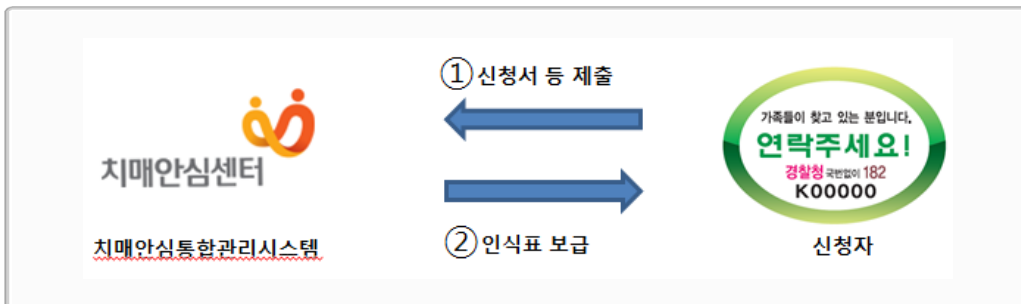 ① 신청서 등 제출
치매안심센터
치매안심통합관리시스템
② 인식표 보급
가족들이 찾고 있는 분입니다.
연락주세요!
경찰청 국번없이 182
K00000
신청자